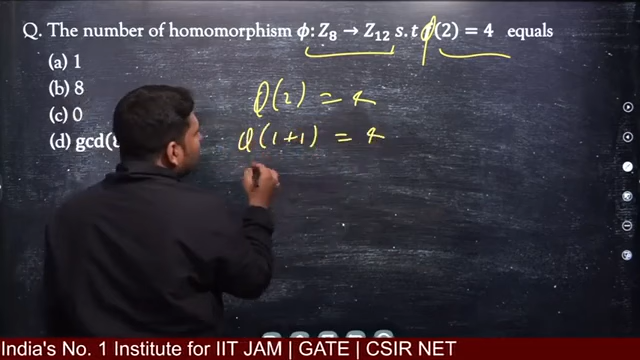 Q. The number of homomorphism ϕ: Z₈ → Z₁₂ s. t ϕ(2) = 4 equals
(a) 1
(b) 8
(c) 0
(d) gcd(
ϕ(2) = 4
ϕ(1+1) = 4
India's No. 1 Institute for IIT JAM | GATE | CSIR NET